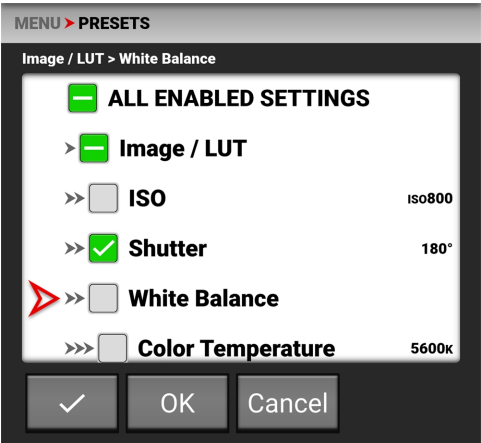 MENU > PRESETS
Image / LUT > White Balance
ALL ENABLED SETTINGS
Image / LUT
ISO ISO800
Shutter 180°
White Balance
Color Temperature 5600K
OK Cancel